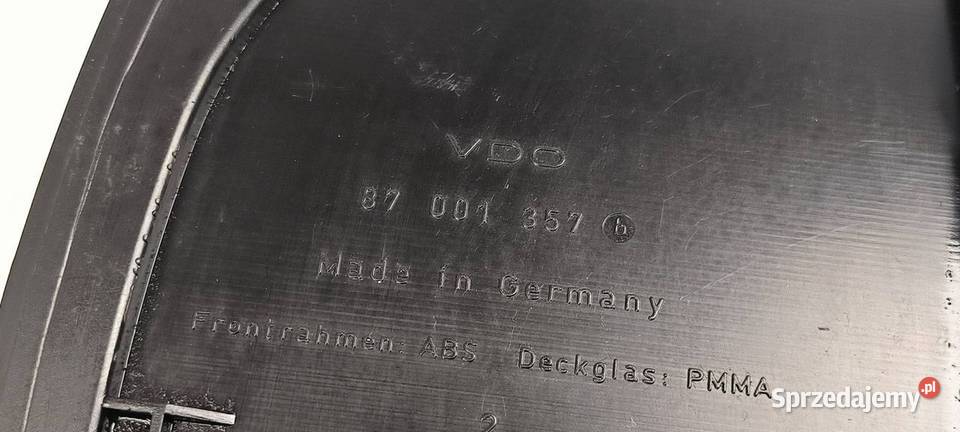 VDO
87 001 357 b
Made in Germany
Frontrahmen: ABS Deckglas: PMMA
2
Sprzedajemy.pl